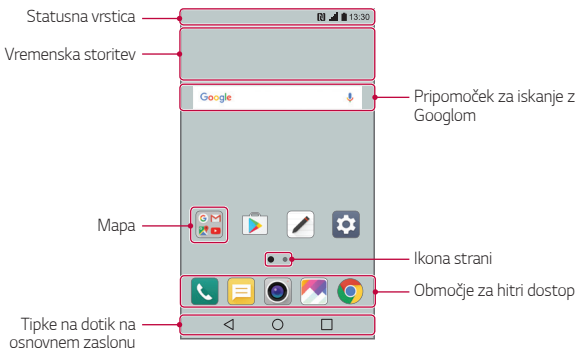 Statusna vrstica
13:30
Vremenska storitev
Google
Pripomoček za iskanje z
Googlom
Mapa
Ikona strani
Območje za hitri dostop
Tipke na dotik na
osnovnem zaslonu